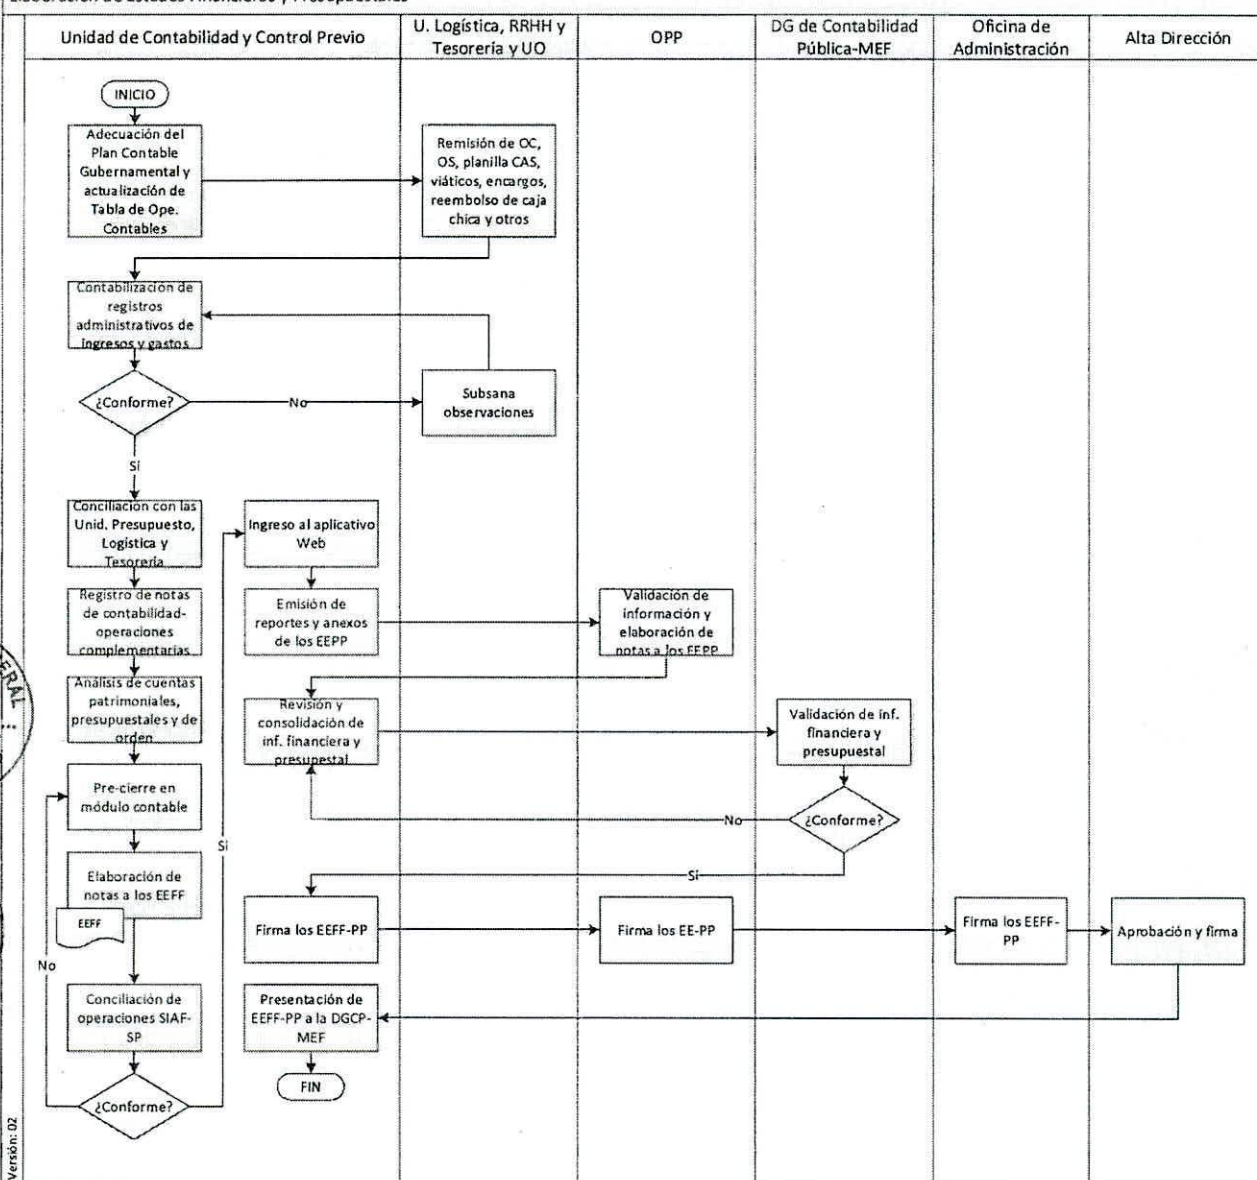 Elaboración de Estados Financieros y Presupuestales
Unidad de Contabilidad y Control Previo
U. Logística, RRHH y
Tesorería y UO
OPP
DG de Contabilidad
Pública-MEF
Oficina de
Administración
Alta Dirección
INICIO
Adecuación del
Plan Contable
Gubernamental y
actualización de
Tabla de Ope.
Contables
Remisión de OC,
OS, planilla CAS,
viáticos, encargos,
reembolso de caja
chica y otros
Contabilización de
registros
administrativos de
ingresos y gastos
¿Conforme?
No
Subsana
observaciones
Sí
Conciliación con las
Unid. Presupuesto,
Logística y
Tesorería
Ingreso al aplicativo
Web
Registro de notas
de contabilidad-
operaciones
complementarias
Emisión de
reportes y anexos
de los EEPP
Validación de
información y
elaboración de
notas a los EEPP
Análisis de cuentas
patrimoniales,
presupuestales y de
orden
Revisión y
consolidación de
inf. financiera y
presupestal
Validación de inf.
financiera y
presupuestal
Pre-cierre en
módulo contable
¿Conforme?
No
Sí
Sí
Elaboración de
notas a los EEFF
EEFF
Firma los EEFF-PP
Firma los EE-PP
Firma los EEFF-
PP
Aprobación y firma
No
Conciliación de
operaciones SIAF-
SP
Presentación de
EEFF-PP a la DGCP-
MEF
FIN
¿Conforme?
Versión: 02
ERAL